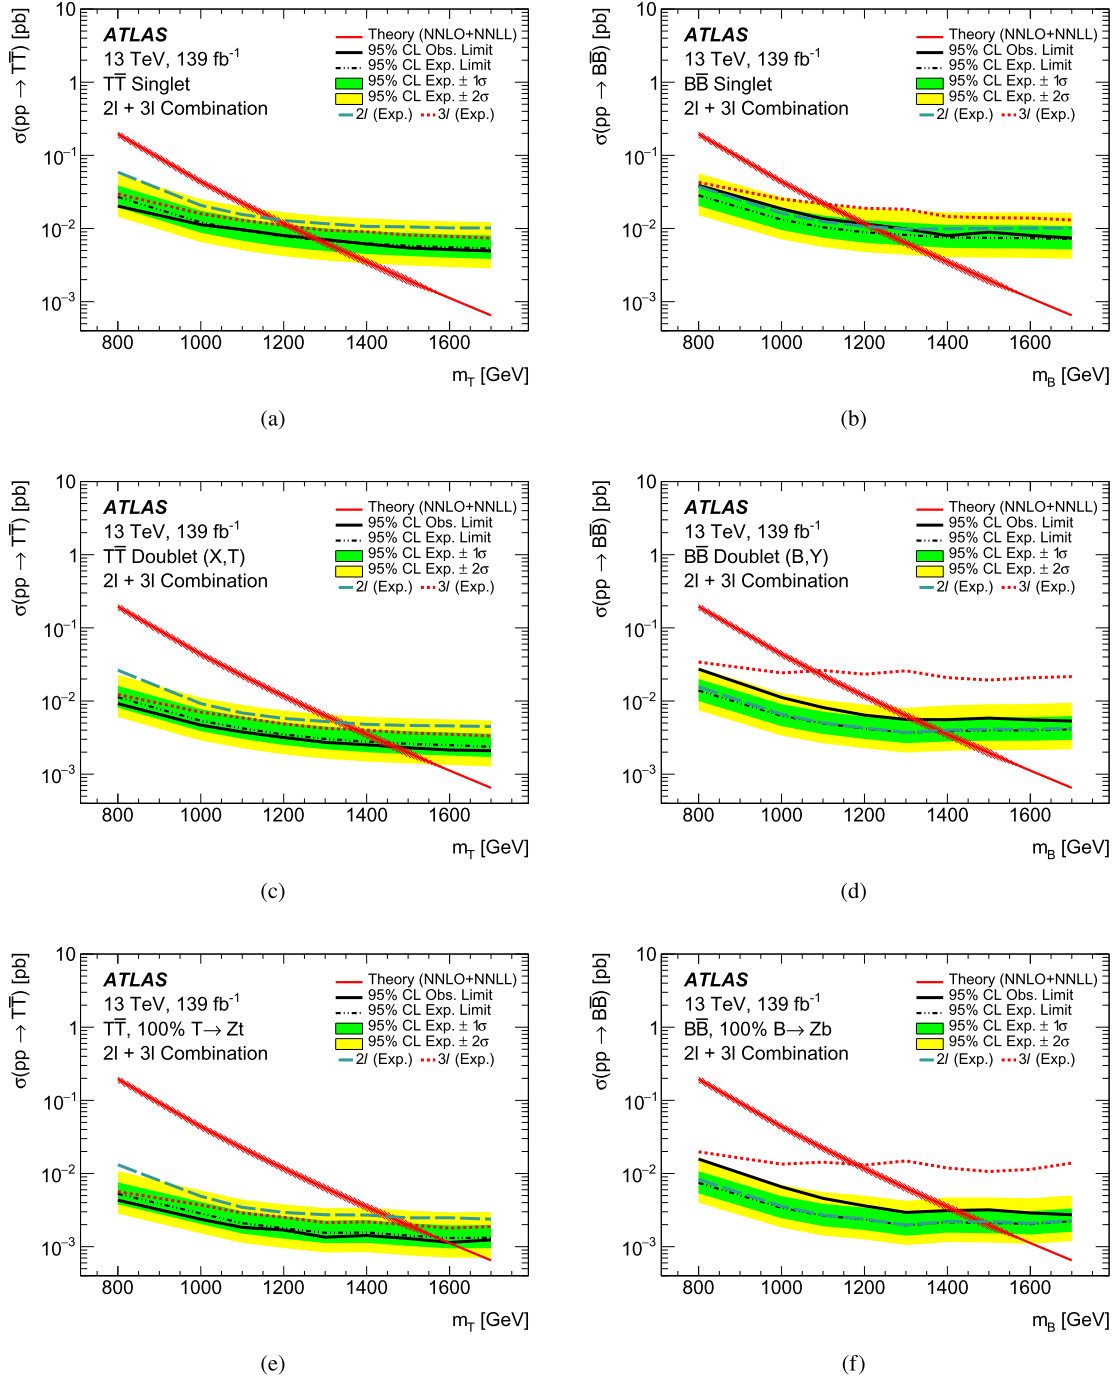 σ(pp → TT̅) [pb]
10
1
10⁻¹
10⁻²
10⁻³
ATLAS
13 TeV, 139 fb⁻¹
TT̅ Singlet
2l + 3l Combination
Theory (NNLO+NNLL)
95% CL Obs. Limit
95% CL Exp. Limit
95% CL Exp. ± 1σ
95% CL Exp. ± 2σ
2l (Exp.) 3l (Exp.)
800 1000 1200 1400 1600
m_T [GeV]
(a)
σ(pp → BB̅) [pb]
10
1
10⁻¹
10⁻²
10⁻³
ATLAS
13 TeV, 139 fb⁻¹
BB̅ Singlet
2l + 3l Combination
Theory (NNLO+NNLL)
95% CL Obs. Limit
95% CL Exp. Limit
95% CL Exp. ± 1σ
95% CL Exp. ± 2σ
2l (Exp.) 3l (Exp.)
800 1000 1200 1400 1600
m_B [GeV]
(b)
σ(pp → TT̅) [pb]
10
1
10⁻¹
10⁻²
10⁻³
ATLAS
13 TeV, 139 fb⁻¹
TT̅ Doublet (X,T)
2l + 3l Combination
Theory (NNLO+NNLL)
95% CL Obs. Limit
95% CL Exp. Limit
95% CL Exp. ± 1σ
95% CL Exp. ± 2σ
2l (Exp.) 3l (Exp.)
800 1000 1200 1400 1600
m_T [GeV]
(c)
σ(pp → BB̅) [pb]
10
1
10⁻¹
10⁻²
10⁻³
ATLAS
13 TeV, 139 fb⁻¹
BB̅ Doublet (B,Y)
2l + 3l Combination
Theory (NNLO+NNLL)
95% CL Obs. Limit
95% CL Exp. Limit
95% CL Exp. ± 1σ
95% CL Exp. ± 2σ
2l (Exp.) 3l (Exp.)
800 1000 1200 1400 1600
m_B [GeV]
(d)
σ(pp → TT̅) [pb]
10
1
10⁻¹
10⁻²
10⁻³
ATLAS
13 TeV, 139 fb⁻¹
TT̅, 100% T→ Zt
2l + 3l Combination
Theory (NNLO+NNLL)
95% CL Obs. Limit
95% CL Exp. Limit
95% CL Exp. ± 1σ
95% CL Exp. ± 2σ
2l (Exp.) 3l (Exp.)
800 1000 1200 1400 1600
m_T [GeV]
(e)
σ(pp → BB̅) [pb]
10
1
10⁻¹
10⁻²
10⁻³
ATLAS
13 TeV, 139 fb⁻¹
BB̅, 100% B→ Zb
2l + 3l Combination
Theory (NNLO+NNLL)
95% CL Obs. Limit
95% CL Exp. Limit
95% CL Exp. ± 1σ
95% CL Exp. ± 2σ
2l (Exp.) 3l (Exp.)
800 1000 1200 1400 1600
m_B [GeV]
(f)